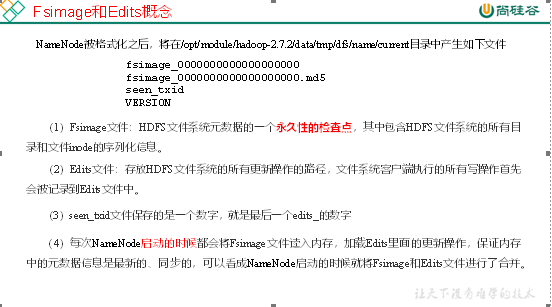 Fsimage和Edits概念
尚硅谷
NameNode被格式化之后，将在/opt/module/hadoop-2.7.2/data/tmp/dfs/name/current目录中产生如下文件
fsimage_0000000000000000000
fsimage_0000000000000000000.md5
seen_txid
VERSION
（1）Fsimage文件：HDFS文件系统元数据的一个永久性的检查点，其中包含HDFS文件系统的所有目
录和文件inode的序列化信息。
（2）Edits文件：存放HDFS文件系统的所有更新操作的路径，文件系统客户端执行的所有写操作首先
会被记录到Edits文件中。
（3）seen_txid文件保存的是一个数字，就是最后一个edits_的数字
（4）每次NameNode启动的时候都会将Fsimage文件读入内存，加载Edits里面的更新操作，保证内存
中的元数据信息是最新的、同步的，可以看成NameNode启动的时候就将Fsimage和Edits文件进行了合并。
让天下没有难学的技术